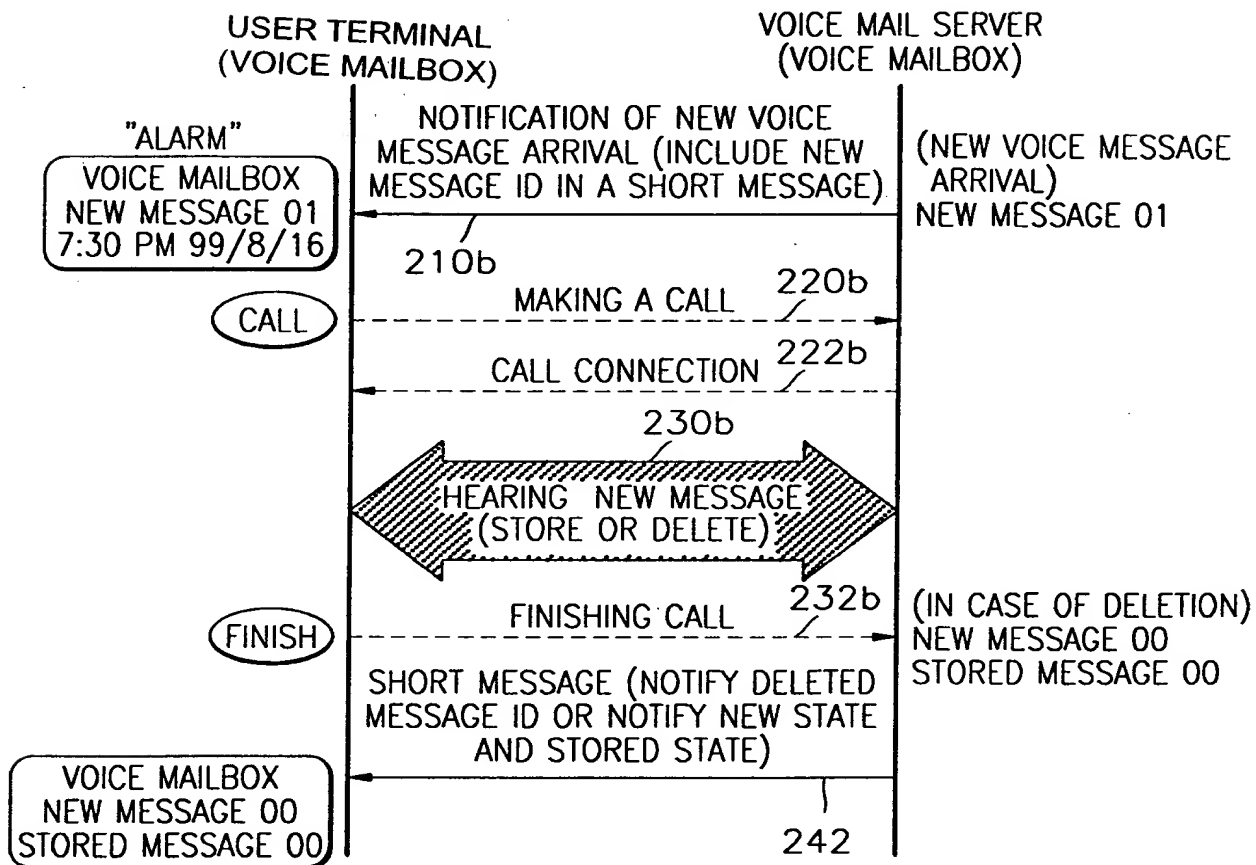 USER TERMINAL
(VOICE MAILBOX)
VOICE MAIL SERVER
(VOICE MAILBOX)
"ALARM"
VOICE MAILBOX
NEW MESSAGE 01
7:30 PM 99/8/16
NOTIFICATION OF NEW VOICE
MESSAGE ARRIVAL (INCLUDE NEW
MESSAGE ID IN A SHORT MESSAGE)
(NEW VOICE MESSAGE
ARRIVAL)
NEW MESSAGE 01
210b
CALL
MAKING A CALL
220b
CALL CONNECTION
222b
230b
HEARING NEW MESSAGE
(STORE OR DELETE)
FINISH
FINISHING CALL
232b
(IN CASE OF DELETION)
NEW MESSAGE 00
STORED MESSAGE 00
SHORT MESSAGE (NOTIFY DELETED
MESSAGE ID OR NOTIFY NEW STATE
AND STORED STATE)
VOICE MAILBOX
NEW MESSAGE 00
STORED MESSAGE 00
242